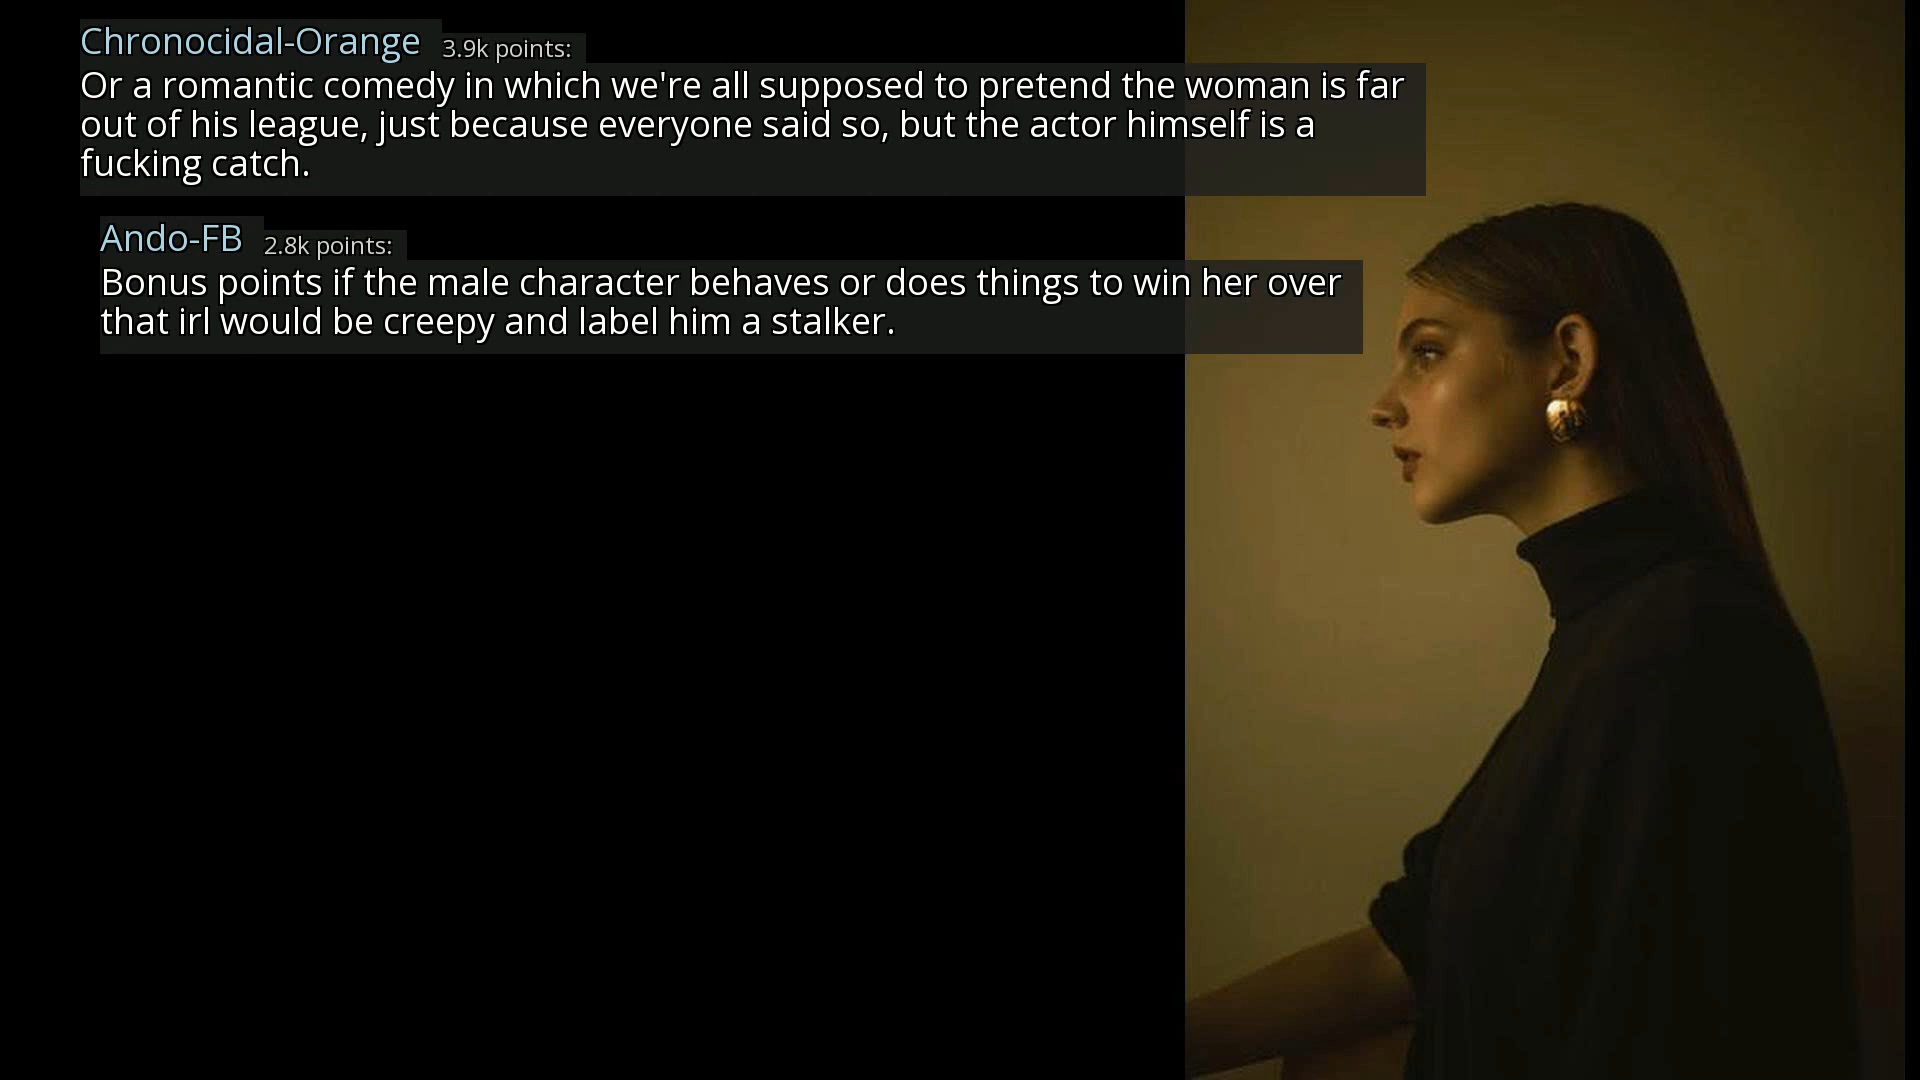 Chronocidal-Orange 3.9k points:
Or a romantic comedy in which we're all supposed to pretend the woman is far
out of his league, just because everyone said so, but the actor himself is a
fucking catch.
Ando-FB 2.8k points:
Bonus points if the male character behaves or does things to win her over
that irl would be creepy and label him a stalker.